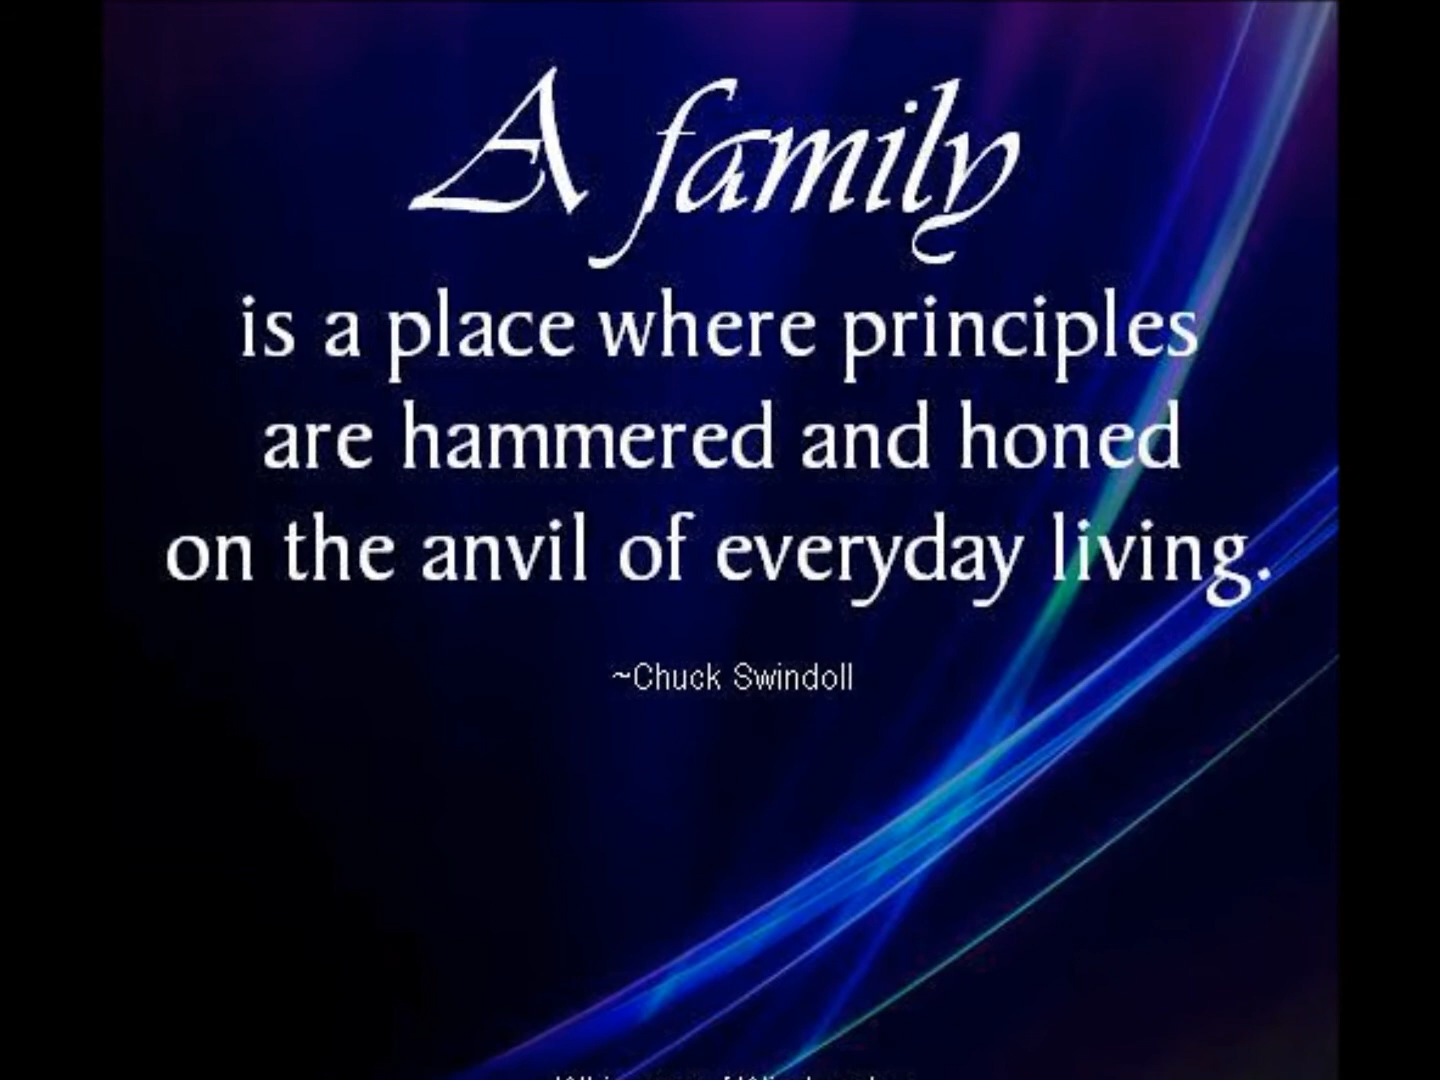 A family
is a place where principles
are hammered and honed
on the anvil of everyday living.
~Chuck Swindoll